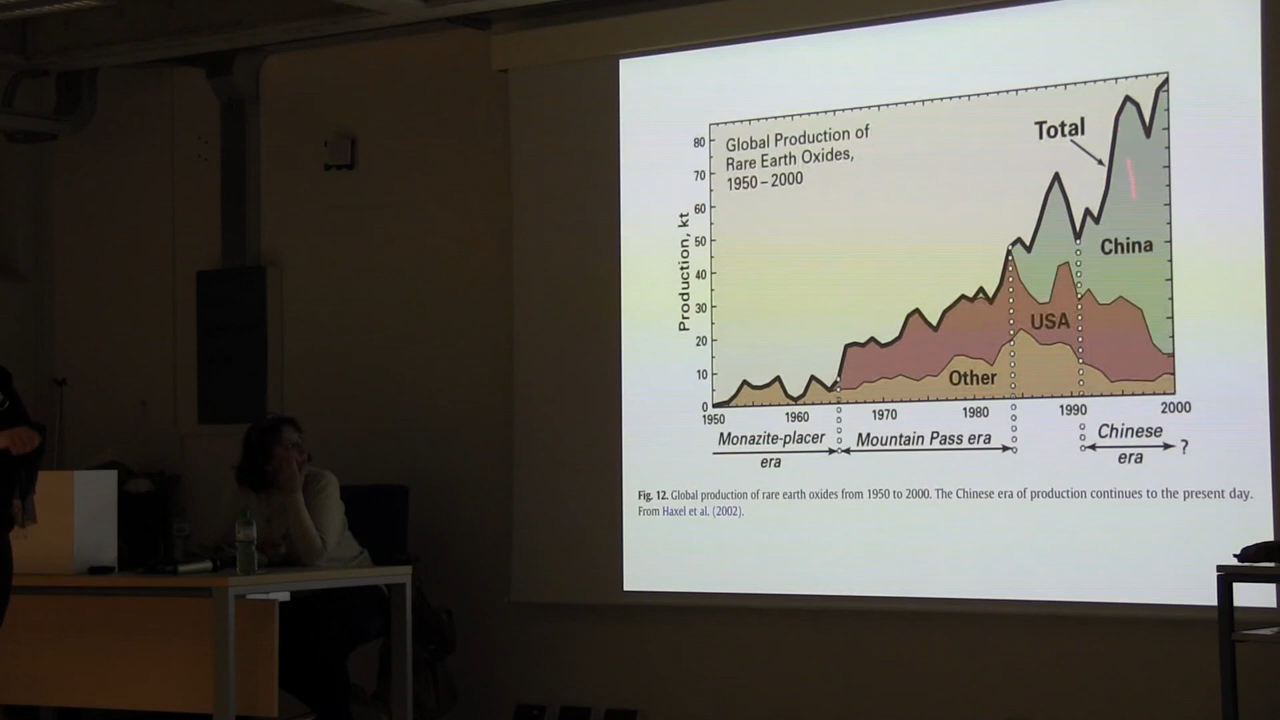 Global Production of
Rare Earth Oxides,
1950 – 2000
Total
China
USA
Other
Production, kt
80
70
60
50
40
30
20
10
0
1950 1960 1970 1980 1990 2000
Monazite-placer
era
Mountain Pass era
Chinese
era
?
Fig. 12. Global production of rare earth oxides from 1950 to 2000. The Chinese era of production continues to the present day.
From Haxel et al. (2002).